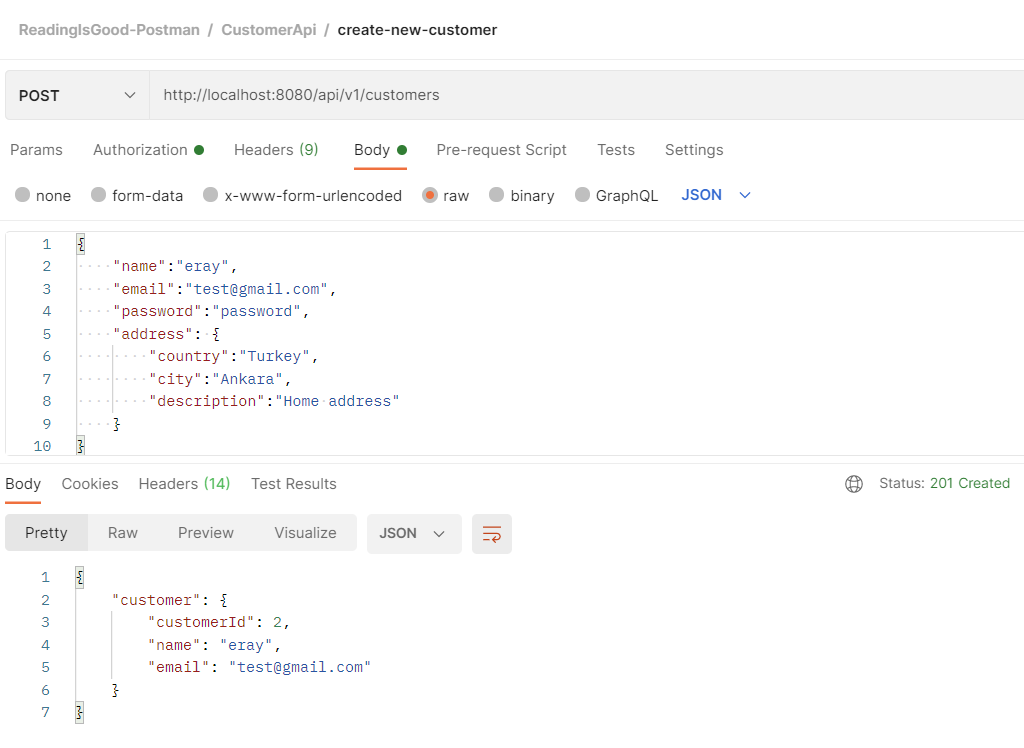 ReadingIsGood-Postman / CustomerApi / create-new-customer
POST http://localhost:8080/api/v1/customers
Params Authorization Headers (9) Body Pre-request Script Tests Settings
none form-data x-www-form-urlencoded raw binary GraphQL JSON
1 {
2 "name":"eray",
3 "email":"test@gmail.com",
4 "password":"password",
5 "address": {
6 "country":"Turkey",
7 "city":"Ankara",
8 "description":"Home address"
9 }
10 }
Body Cookies Headers (14) Test Results Status: 201 Created
Pretty Raw Preview Visualize JSON
1 {
2 "customer": {
3 "customerId": 2,
4 "name": "eray",
5 "email": "test@gmail.com"
6 }
7 }